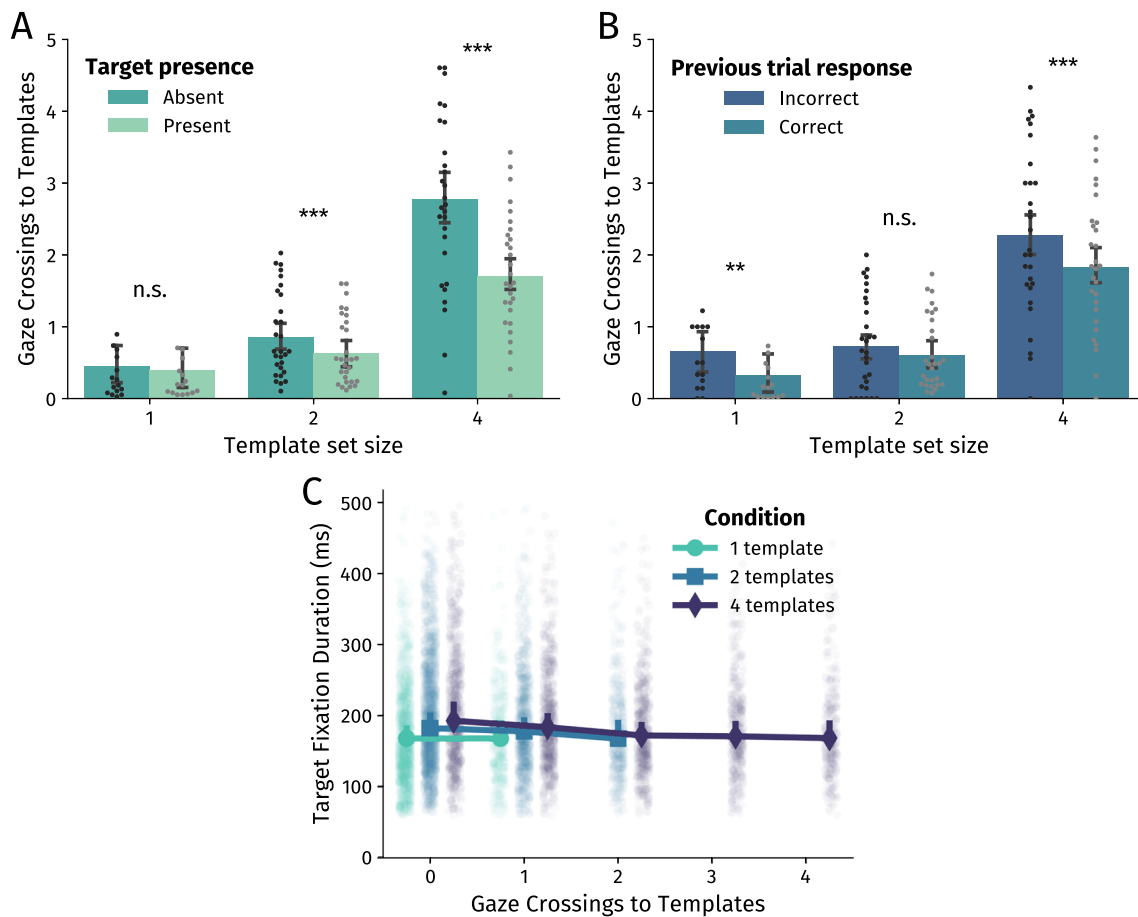 A
Gaze Crossings to Templates
5
4
3
2
1
0
Target presence
Absent
Present
n.s.
***
***
1
2
4
Template set size
B
Gaze Crossings to Templates
5
4
3
2
1
0
Previous trial response
Incorrect
Correct
**
n.s.
***
1
2
4
Template set size
C
Target Fixation Duration (ms)
500
400
300
200
100
0
Condition
1 template
2 templates
4 templates
0
1
2
3
4
Gaze Crossings to Templates